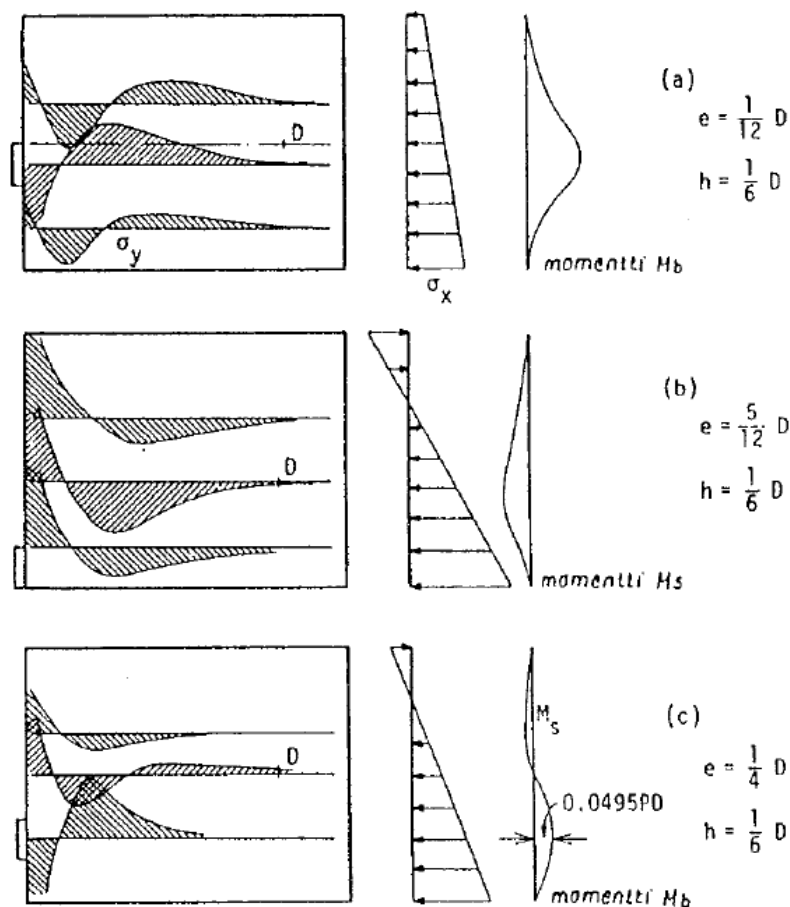 (a)
e = 1/12 D
h = 1/6 D
D
σy
σx
momentti Mb
(b)
e = 5/12 D
h = 1/6 D
D
momentti Ms
(c)
e = 1/4 D
h = 1/6 D
D
Ms
0.0495PD
momentti Mb